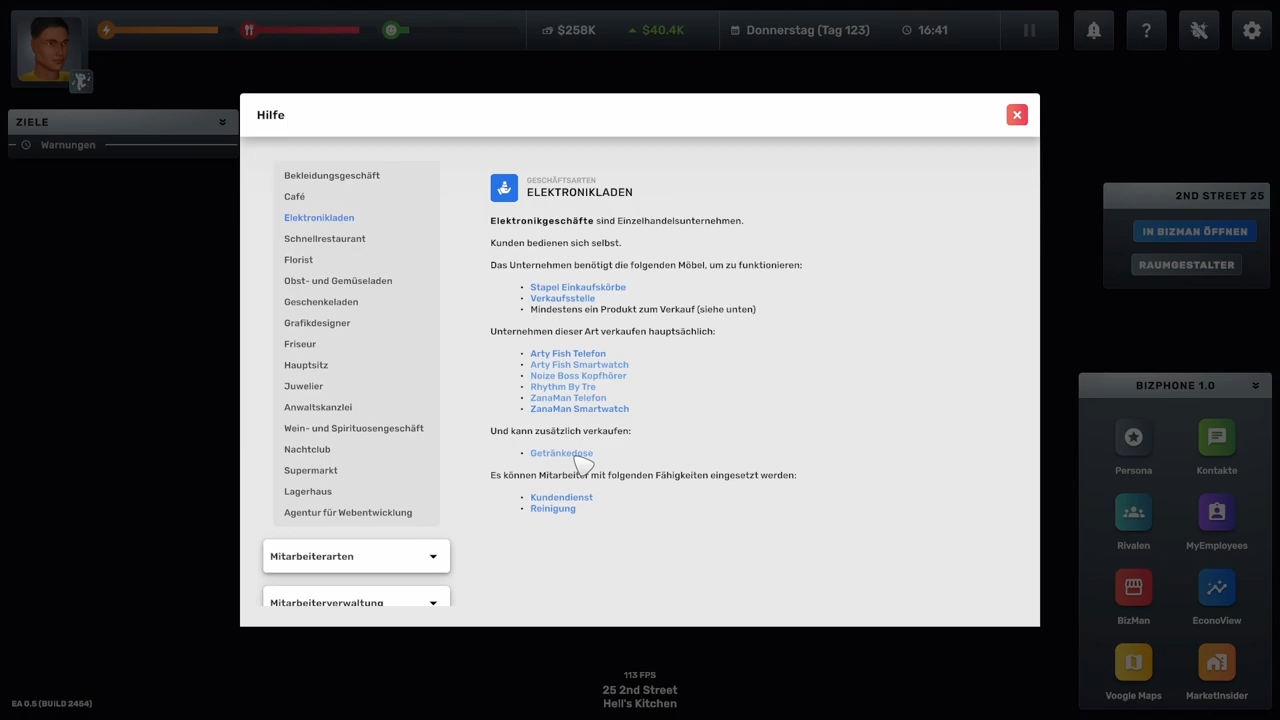 $258K
$40.4K
Donnerstag (Tag 123)
16:41
?
ZIELE
Warnungen
Hilfe
Bekleidungsgeschäft
Café
Elektronikladen
Schnellrestaurant
Florist
Obst- und Gemüseladen
Geschenkeladen
Grafikdesigner
Friseur
Hauptsitz
Juwelier
Anwaltskanzlei
Wein- und Spirituosengeschäft
Nachtclub
Supermarkt
Lagerhaus
Agentur für Webentwicklung
Mitarbeiterarten
Mitarbeiterverwaltung
GESCHÄFTSARTEN
ELEKTRONIKLADEN
Elektronikgeschäfte sind Einzelhandelsunternehmen.
Kunden bedienen sich selbst.
Das Unternehmen benötigt die folgenden Möbel, um zu funktionieren:
• Stapel Einkaufskörbe
• Verkaufsstelle
• Mindestens ein Produkt zum Verkauf (siehe unten)
Unternehmen dieser Art verkaufen hauptsächlich:
• Arty Fish Telefon
• Arty Fish Smartwatch
• Noize Boss Kopfhörer
• Rhythm By Tre
• ZanaMan Telefon
• ZanaMan Smartwatch
Und kann zusätzlich verkaufen:
• Getränkedose
Es können Mitarbeiter mit folgenden Fähigkeiten eingesetzt werden:
• Kundendienst
• Reinigung
2ND STREET 25
IN BIZMAN ÖFFNEN
RAUMGESTALTER
BIZPHONE 1.0
Persona
Kontakte
Rivalen
MyEmployees
BizMan
EconoView
Voogle Maps
MarketInsider
113 FPS
25 2nd Street
Hell's Kitchen
EA 0.5 (BUILD 2454)